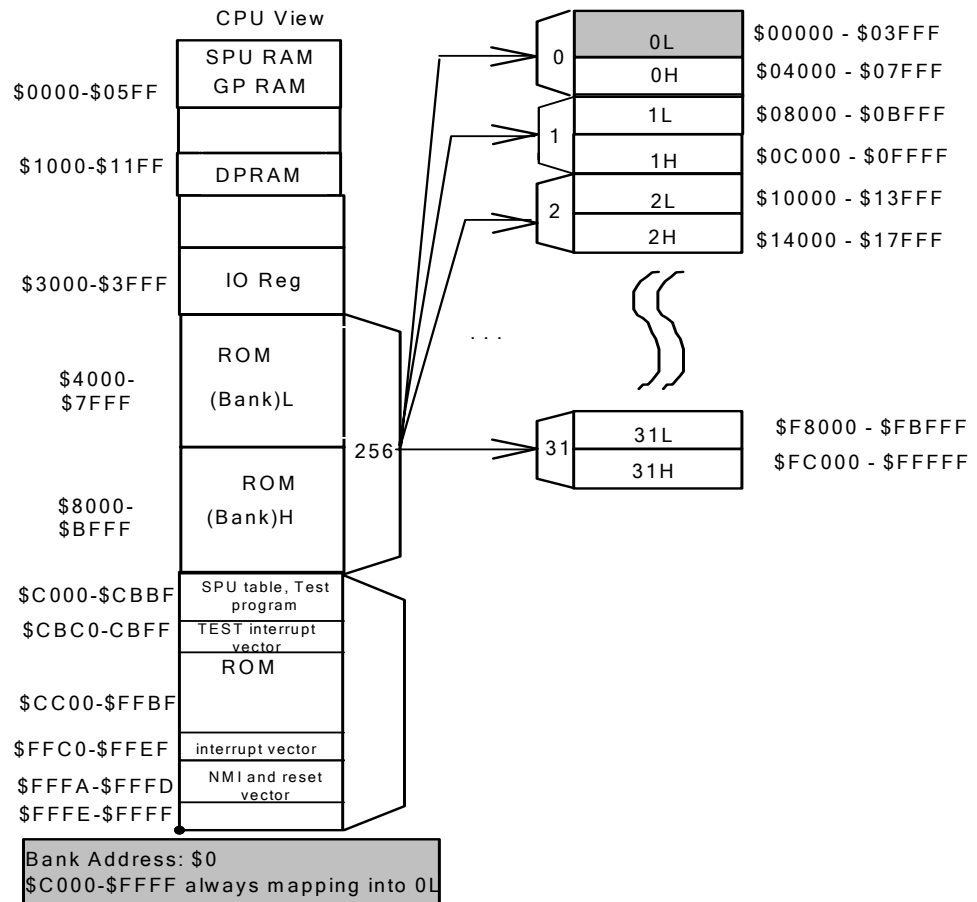 CPU View
SPU RAM
GP RAM
$0000-$05FF
$1000-$11FF
DPRAM
$3000-$3FFF
IO Reg
ROM
(Bank)L
$4000-
$7FFF
ROM
(Bank)H
$8000-
$BFFF
256
$C000-$CBBF
SPU table, Test
program
$CBC0-CBFF
TEST interrupt
vector
ROM
$CC00-$FFBF
$FFC0-$FFEF
interrupt vector
$FFFA-$FFFD
NMI and reset
vector
$FFFE-$FFFF
Bank Address: $0
$C000-$FFFF always mapping into 0L
0
0L
$00000 - $03FFF
0H
$04000 - $07FFF
1
1L
$08000 - $0BFFF
1H
$0C000 - $0FFFF
2
2L
$10000 - $13FFF
2H
$14000 - $17FFF
...
31
31L
$F8000 - $FBFFF
31H
$FC000 - $FFFFF